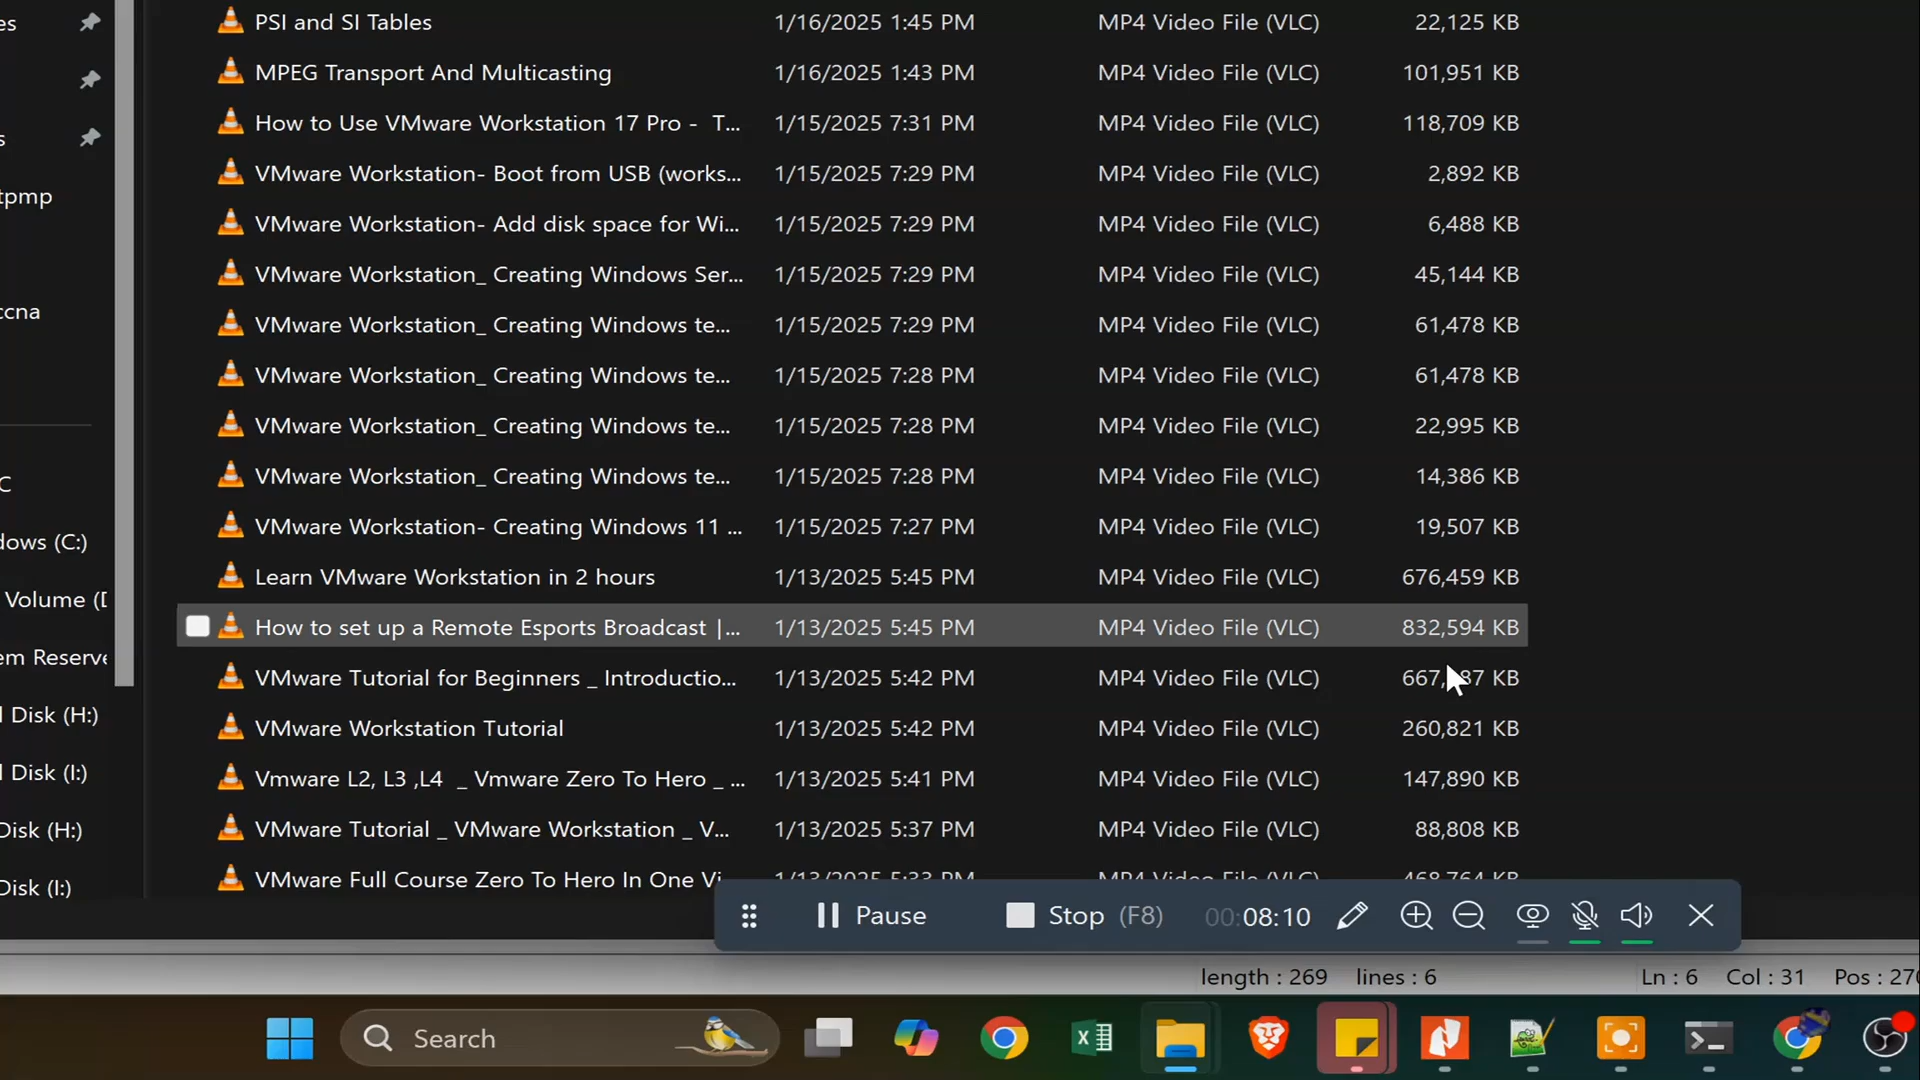 es
PSI and SI Tables 1/16/2025 1:45 PM MP4 Video File (VLC) 22,125 KB
MPEG Transport And Multicasting 1/16/2025 1:43 PM MP4 Video File (VLC) 101,951 KB
s
How to Use VMware Workstation 17 Pro - T... 1/15/2025 7:31 PM MP4 Video File (VLC) 118,709 KB
tpmp
VMware Workstation- Boot from USB (works... 1/15/2025 7:29 PM MP4 Video File (VLC) 2,892 KB
VMware Workstation- Add disk space for Wi... 1/15/2025 7:29 PM MP4 Video File (VLC) 6,488 KB
VMware Workstation_ Creating Windows Ser... 1/15/2025 7:29 PM MP4 Video File (VLC) 45,144 KB
ccna
VMware Workstation_ Creating Windows te... 1/15/2025 7:29 PM MP4 Video File (VLC) 61,478 KB
VMware Workstation_ Creating Windows te... 1/15/2025 7:28 PM MP4 Video File (VLC) 61,478 KB
VMware Workstation_ Creating Windows te... 1/15/2025 7:28 PM MP4 Video File (VLC) 22,995 KB
C
VMware Workstation_ Creating Windows te... 1/15/2025 7:28 PM MP4 Video File (VLC) 14,386 KB
dows (C:)
VMware Workstation- Creating Windows 11 ... 1/15/2025 7:27 PM MP4 Video File (VLC) 19,507 KB
Learn VMware Workstation in 2 hours 1/13/2025 5:45 PM MP4 Video File (VLC) 676,459 KB
Volume (D
How to set up a Remote Esports Broadcast |... 1/13/2025 5:45 PM MP4 Video File (VLC) 832,594 KB
em Reserve
VMware Tutorial for Beginners _ Introductio... 1/13/2025 5:42 PM MP4 Video File (VLC) KB
l Disk (H:)
VMware Workstation Tutorial 1/13/2025 5:42 PM MP4 Video File (VLC) 260,821 KB
l Disk (I:)
Vmware L2, L3 ,L4 _ Vmware Zero To Hero _ ... 1/13/2025 5:41 PM MP4 Video File (VLC) 147,890 KB
Disk (H:)
VMware Tutorial _ VMware Workstation _ V... 1/13/2025 5:37 PM MP4 Video File (VLC) 88,808 KB
Disk (I:)
VMware Full Course Zero To Hero In One Vi 1/13/2025 5:33 PM MP4 Video File (VLC) 468,764 KB
Pause Stop (F8) 00:08:10
length : 269 lines : 6 Ln : 6 Col : 31 Pos : 270
Search